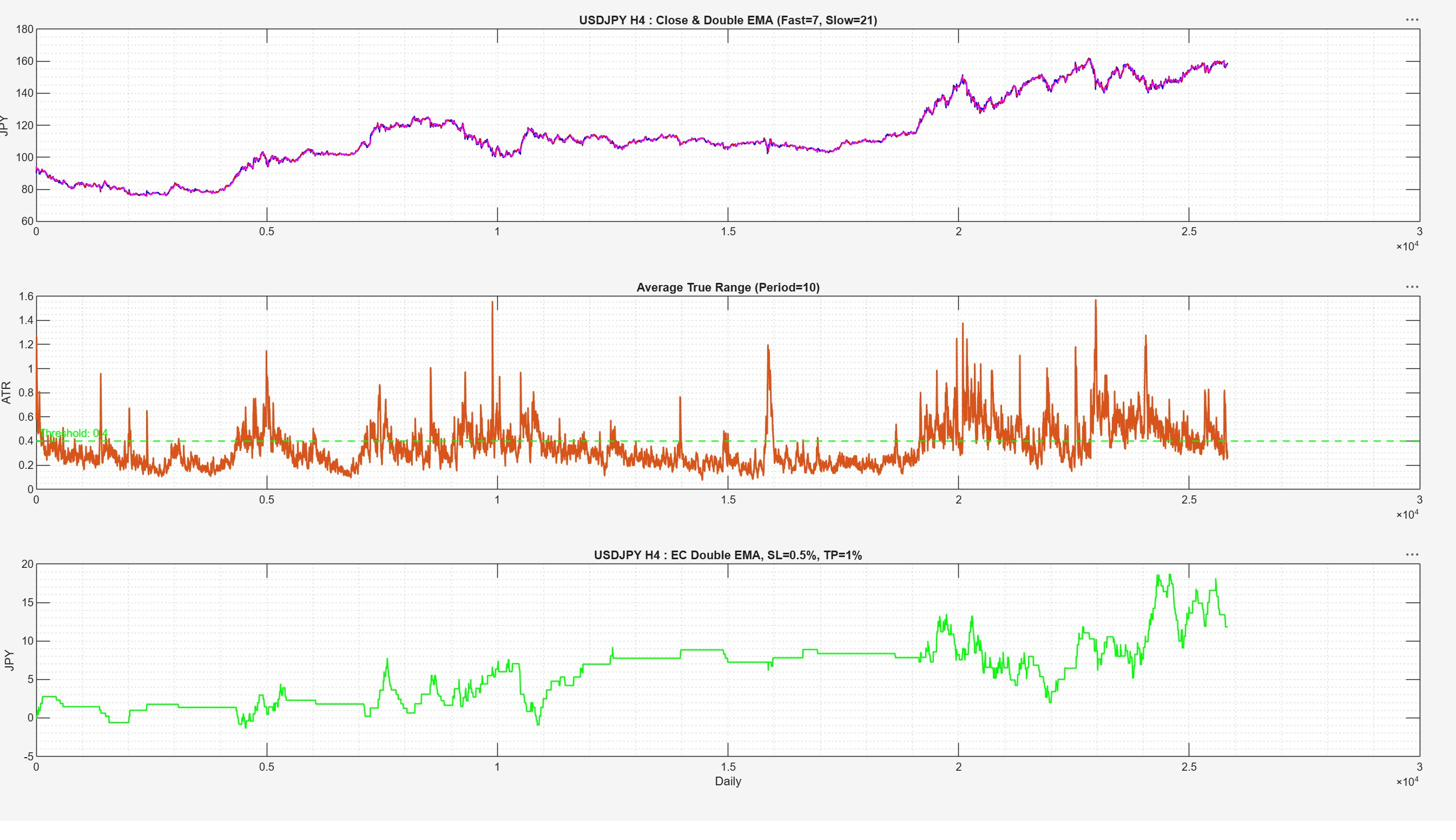 USDJPY H4 : Close & Double EMA (Fast=7, Slow=21)
180
160
140
120
100
80
60
JPY
0 0.5 1 1.5 2 2.5 3
×10⁴
Average True Range (Period=10)
1.6
1.4
1.2
1
0.8
0.6
0.4
0.2
0
ATR
Threshold: 0.4
0 0.5 1 1.5 2 2.5 3
×10⁴
USDJPY H4 : EC Double EMA, SL=0.5%, TP=1%
20
15
10
5
0
-5
JPY
0 0.5 1 1.5 2 2.5 3
Daily
×10⁴